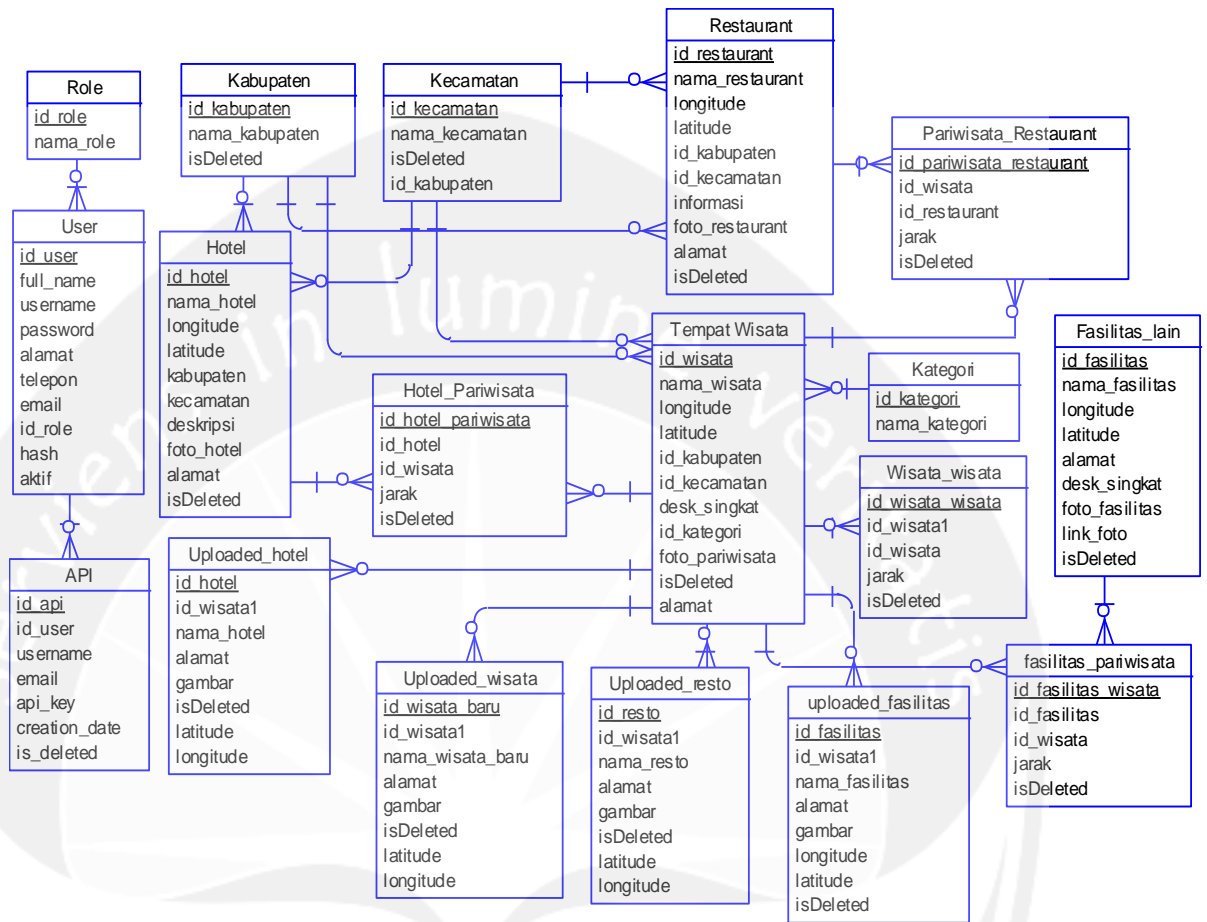 Role
id_role
nama_role
Kabupaten
id_kabupaten
nama_kabupaten
isDeleted
Kecamatan
id_kecamatan
nama_kecamatan
isDeleted
id_kabupaten
Restaurant
id_restaurant
nama_restaurant
longitude
latitude
id_kabupaten
id_kecamatan
informasi
foto_restaurant
alamat
isDeleted
Pariwisata_Restaurant
id_pariwisata_restaurant
id_wisata
id_restaurant
jarak
isDeleted
User
id_user
full_name
username
password
alamat
telepon
email
id_role
hash
aktif
Hotel
id_hotel
nama_hotel
longitude
latitude
kabupaten
kecamatan
deskripsi
foto_hotel
alamat
isDeleted
Hotel_Pariwisata
id_hotel_pariwisata
id_hotel
id_wisata
jarak
isDeleted
Tempat Wisata
id_wisata
nama_wisata
longitude
latitude
id_kabupaten
id_kecamatan
desk_singkat
id_kategori
foto_pariwisata
isDeleted
alamat
Kategori
id_kategori
nama_kategori
Wisata_wisata
id_wisata_wisata
id_wisata1
id_wisata
jarak
isDeleted
Fasilitas_lain
id_fasilitas
nama_fasilitas
longitude
latitude
alamat
desk_singkat
foto_fasilitas
link_foto
isDeleted
API
id_api
id_user
username
email
api_key
creation_date
is_deleted
Uploaded_hotel
id_hotel
id_wisata1
nama_hotel
alamat
gambar
isDeleted
latitude
longitude
Uploaded_wisata
id_wisata_baru
id_wisata1
nama_wisata_baru
alamat
gambar
isDeleted
latitude
longitude
Uploaded_resto
id_resto
id_wisata1
nama_resto
alamat
gambar
isDeleted
latitude
longitude
uploaded_fasilitas
id_fasilitas
id_wisata1
nama_fasilitas
alamat
gambar
longitude
latitude
isDeleted
fasilitas_pariwisata
id_fasilitas_wisata
id_fasilitas
id_wisata
jarak
isDeleted
in lumine veritatis